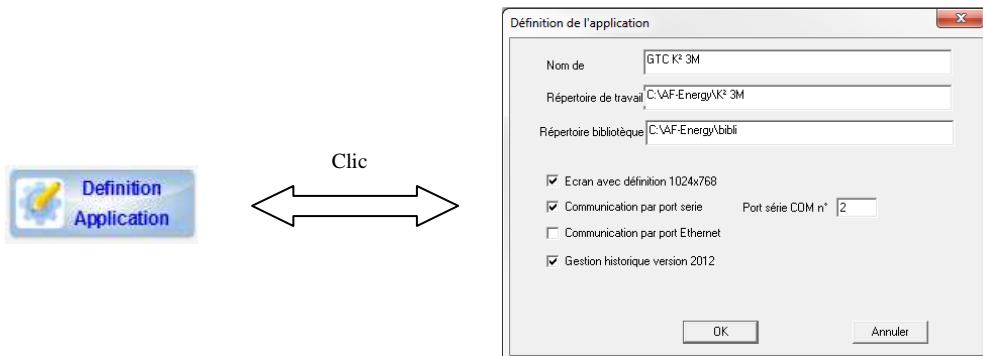 Definition
Application
Clic
Définition de l'application
Nom de GTC K² 3M
Répertoire de travail C:\AF-Energy\K² 3M
Répertoire bibliotèque C:\AF-Energy\bibli
Ecran avec définition 1024x768
Communication par port serie Port série COM n° 2
Communication par port Ethernet
Gestion historique version 2012
OK Annuler